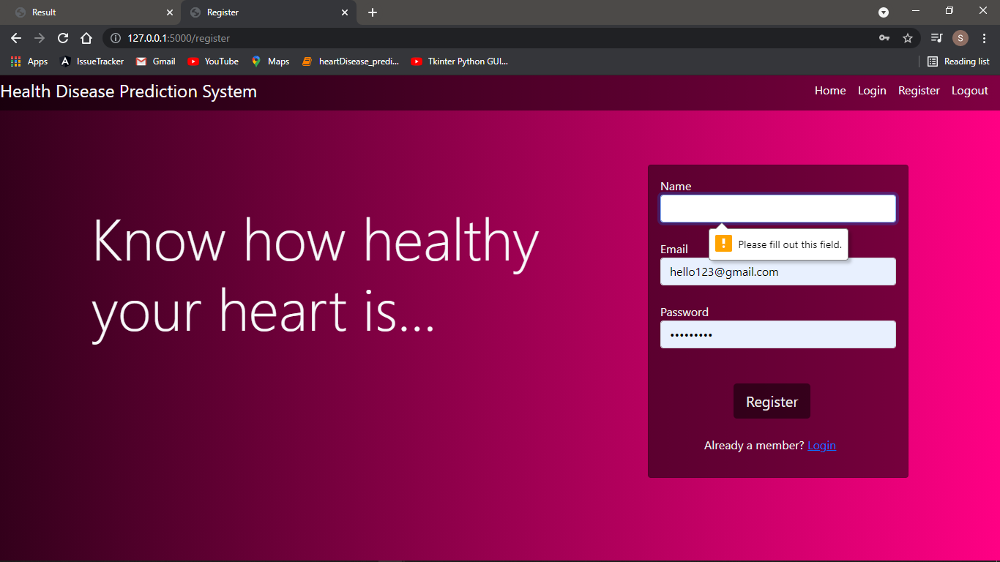 Result
Register
127.0.0.1:5000/register
S
Apps
IssueTracker
Gmail
YouTube
Maps
heartDisease_predi...
Tkinter Python GUI...
Reading list
Health Disease Prediction System
Home Login Register Logout
Know how healthy
your heart is...
Name
Please fill out this field.
Email
hello123@gmail.com
Password
•••••••••
Register
Already a member? Login